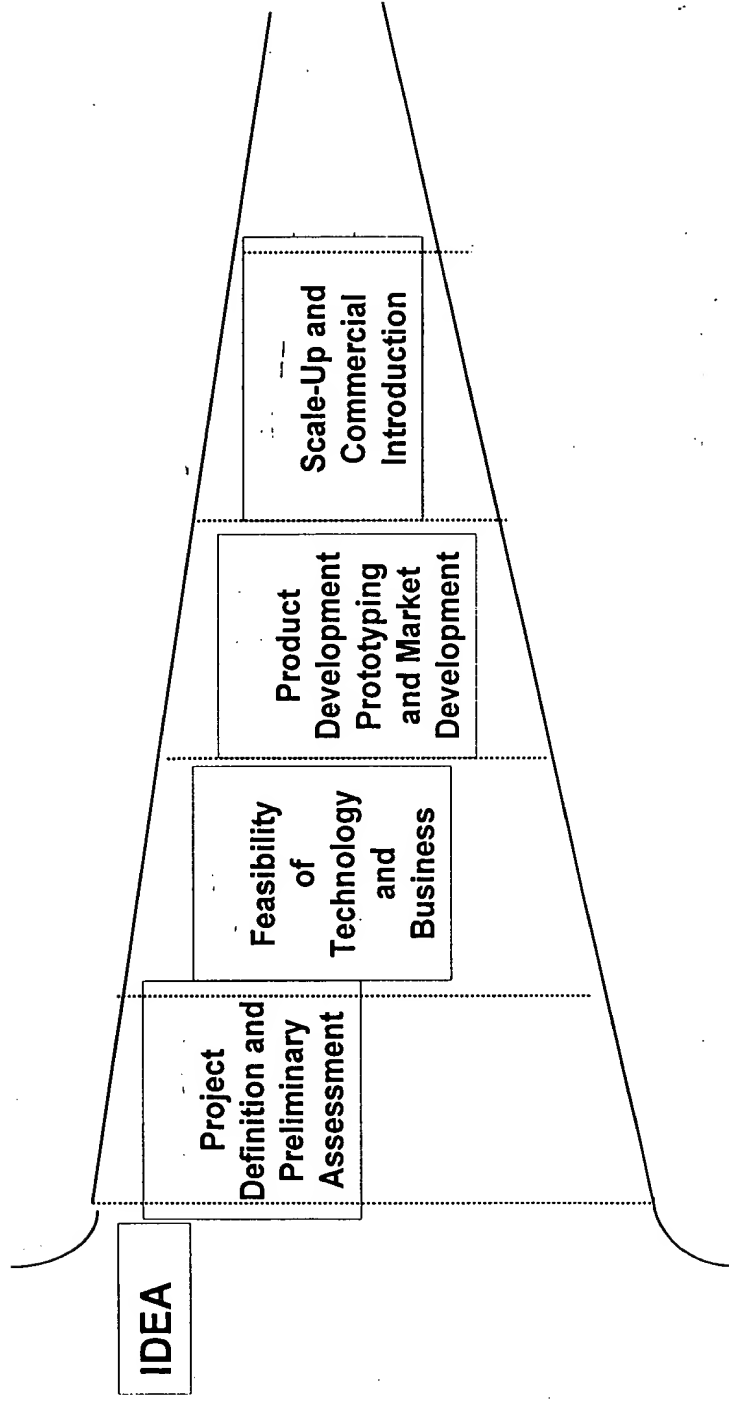 IDEA
Project
Definition and
Preliminary
Assessment
Feasibility
of
Technology
and
Business
Product
Development
Prototyping
and Market
Development
Scale-Up and
Commercial
Introduction